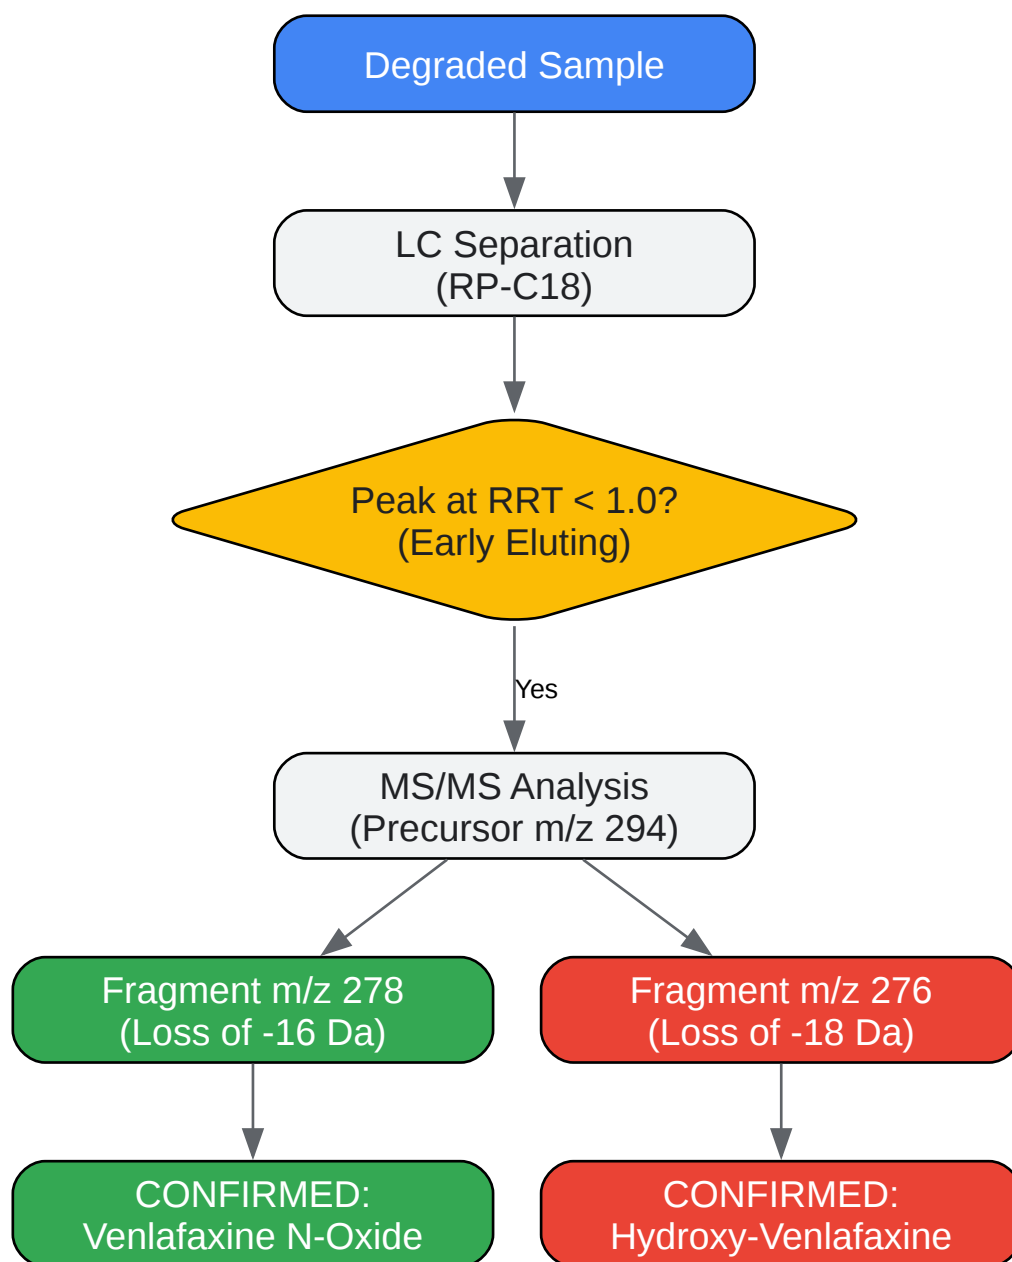 Degraded Sample
LC Separation
(RP-C18)
Peak at RRT < 1.0?
(Early Eluting)
Yes
MS/MS Analysis
(Precursor m/z 294)
Fragment m/z 278
(Loss of -16 Da)
Fragment m/z 276
(Loss of -18 Da)
CONFIRMED:
Venlafaxine N-Oxide
CONFIRMED:
Hydroxy-Venlafaxine